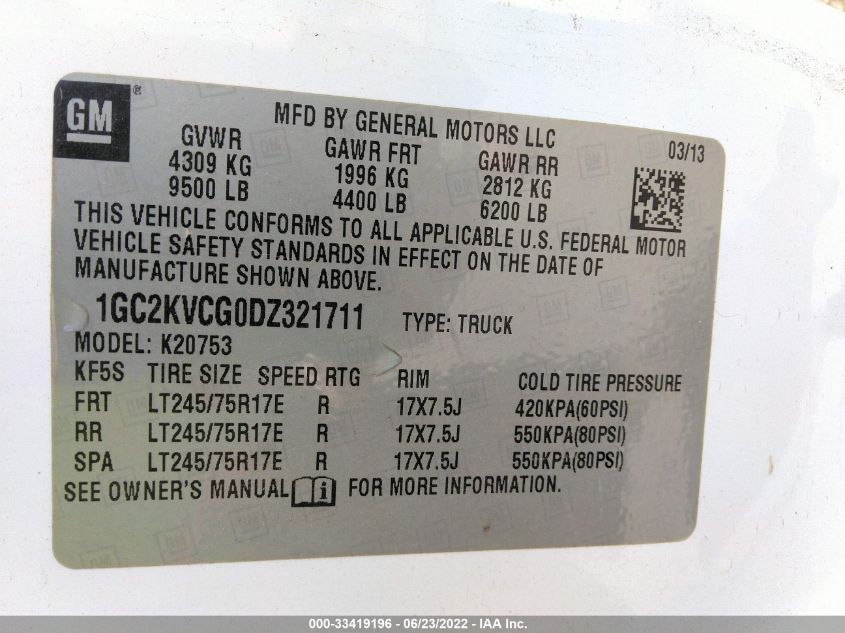 GM ®
MFD BY GENERAL MOTORS LLC
03/13
GVWR GAWR FRT GAWR RR
4309 KG 1996 KG 2812 KG
9500 LB 4400 LB 6200 LB
THIS VEHICLE CONFORMS TO ALL APPLICABLE U.S. FEDERAL MOTOR
VEHICLE SAFETY STANDARDS IN EFFECT ON THE DATE OF
MANUFACTURE SHOWN ABOVE.
1GC2KVCG0DZ321711 TYPE: TRUCK
MODEL: K20753
KF5S TIRE SIZE SPEED RTG RIM COLD TIRE PRESSURE
FRT LT245/75R17E R 17X7.5J 420KPA(60PSI)
RR LT245/75R17E R 17X7.5J 550KPA(80PSI)
SPA LT245/75R17E R 17X7.5J 550KPA(80PSI)
SEE OWNER'S MANUAL FOR MORE INFORMATION.
000-33419196 - 06/23/2022 - IAA Inc.